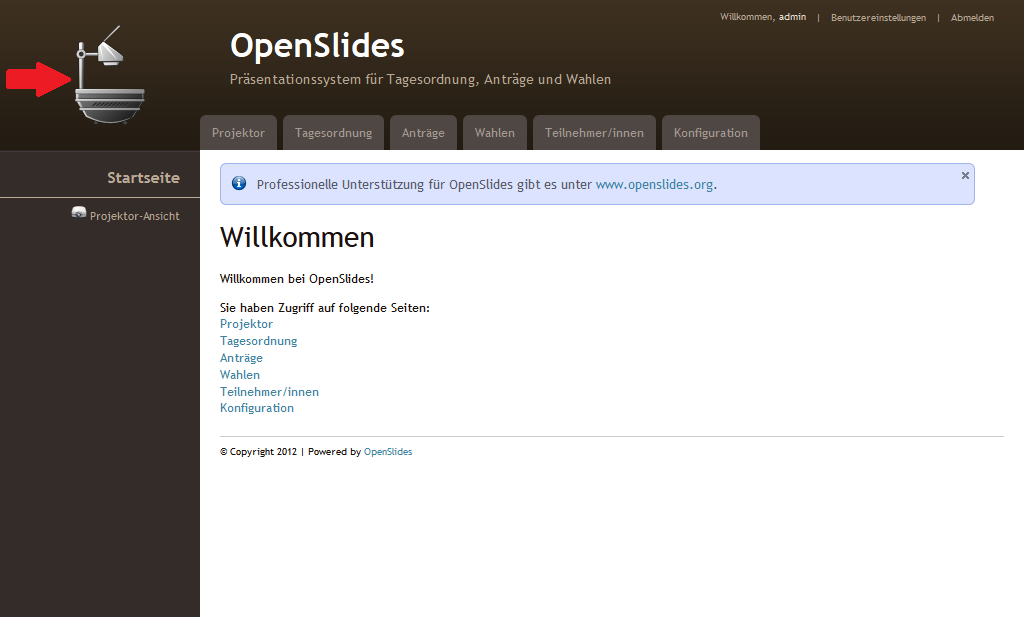 Willkommen, admin | Benutzereinstellungen | Abmelden
OpenSlides
Präsentationssystem für Tagesordnung, Anträge und Wahlen
Projektor Tagesordnung Anträge Wahlen Teilnehmer/innen Konfiguration
Startseite
Projektor-Ansicht
Professionelle Unterstützung für OpenSlides gibt es unter www.openslides.org.
Willkommen
Willkommen bei OpenSlides!
Sie haben Zugriff auf folgende Seiten:
Projektor
Tagesordnung
Anträge
Wahlen
Teilnehmer/innen
Konfiguration
© Copyright 2012 | Powered by OpenSlides